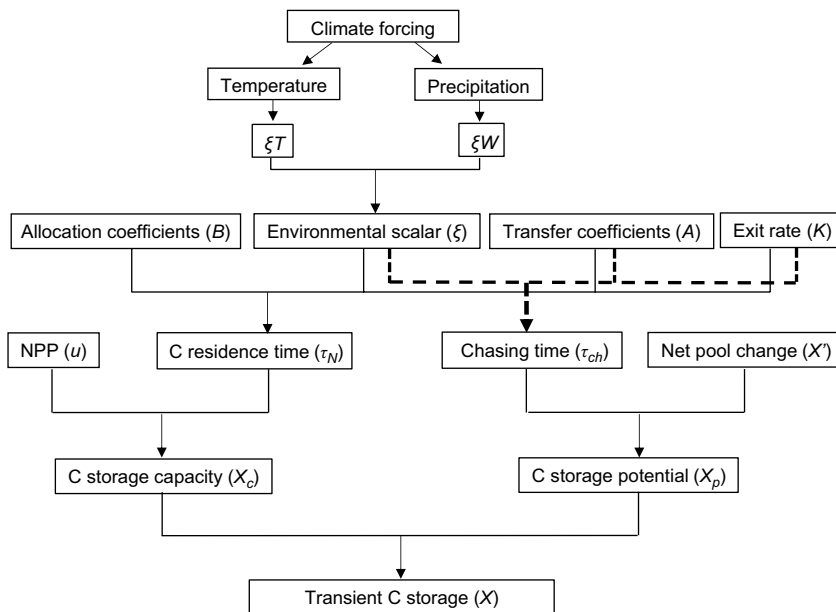 Climate forcing
Temperature
Precipitation
ξT
ξW
Allocation coefficients (B)
Environmental scalar (ξ)
Transfer coefficients (A)
Exit rate (K)
NPP (u)
C residence time (τN)
Chasing time (τch)
Net pool change (X’)
C storage capacity (Xc)
C storage potential (Xp)
Transient C storage (X)